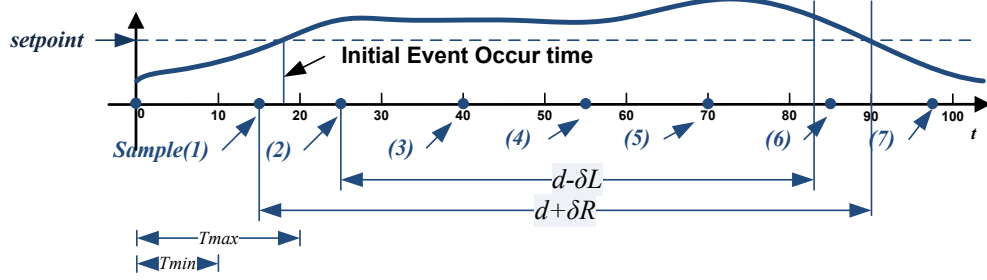 setpoint
Initial Event Occur time
0 10 20 30 40 50 60 70 80 90 100
t
Sample(1) (2) (3) (4) (5) (6) (7)
d-δL
d+δR
Tmax
Tmin